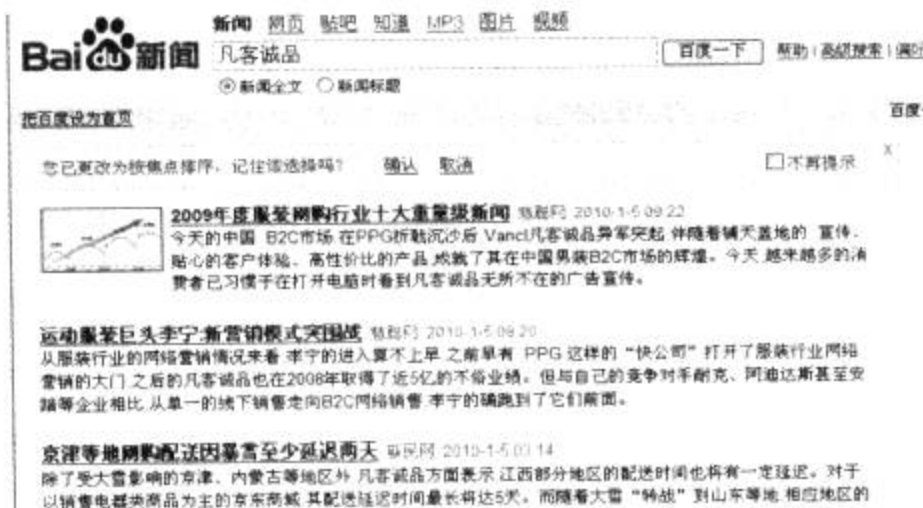 新闻 网页 贴吧 知道 MP3 图片 视频
Bai du 新闻 凡客诚品 百度一下 帮助 | 高级搜索 |
新闻全文 新闻标题
把百度设为首页 百度
您已更改为按焦点排序，记住该选择吗？ 确认 取消 不再提示 X
2009年度服装网购行业十大重量级新闻 2010-1-5 09:22
今天的中国 B2C市场 在PPG折戟沉沙后 Vancl凡客诚品异军突起 伴随着铺天盖地的 宣传、
贴心的客户体验、高性价比的产品 成就了其在中国男装B2C市场的辉煌。今天 越来越多的消
费者已习惯于在打开电脑时看到凡客诚品无所不在的广告宣传。
运动服装巨头李宁:新营销模式突围战 2010-1-5 09:20
从服装行业的网络营销情况来看 李宁的进入算不上早 之前早有 PPG 这样的“快公司”打开了服装行业网络
营销的大门 之后的凡客诚品也在2008年取得了近5亿的不俗业绩。但与自己的竞争对手耐克、阿迪达斯甚至安
踏等企业相比 从单一的线下销售走向B2C网络销售 李宁的确跑到了它们前面。
京津等地网购配送因暴雪至少延迟两天 2010-1-5 03:14
除了受大雪影响的京津、内蒙古等地区外 凡客诚品方面表示 江西部分地区的配送时间也将有一定延迟。对于
以销售电器类商品为主的京东商城 其配送延迟时间最长将达5天。而随着大雪“转战”到山东等地 相应地区的